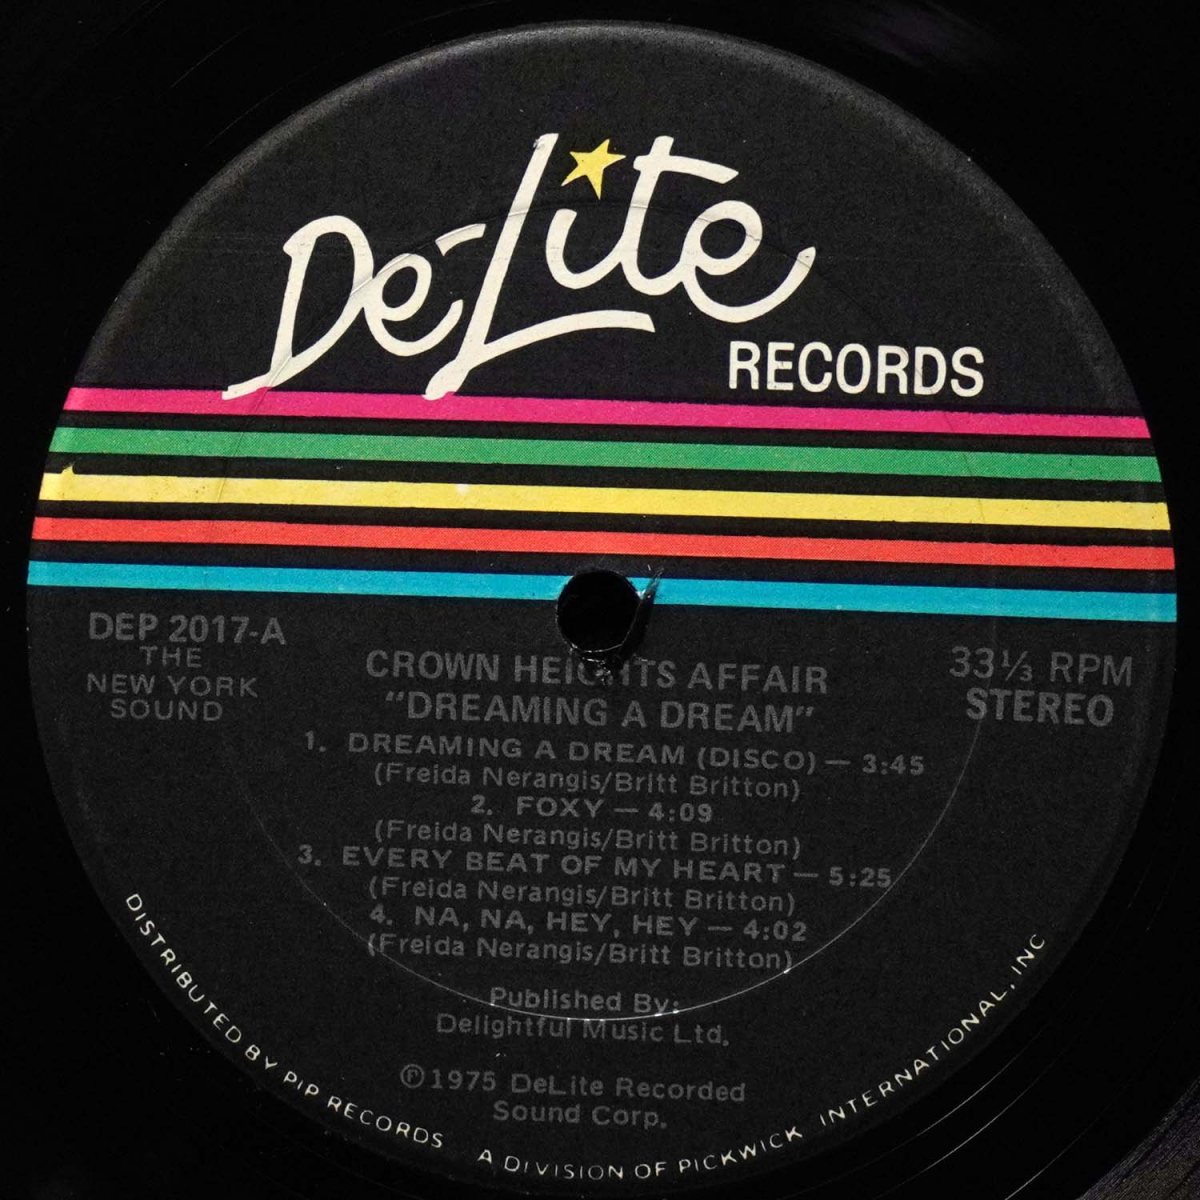 De-Lite
RECORDS
DEP 2017-A
THE
NEW YORK
SOUND
CROWN HEIGHTS AFFAIR
"DREAMING A DREAM"
33⅓ RPM
STEREO
1. DREAMING A DREAM (DISCO) — 3:45
(Freida Nerangis/Britt Britton)
2. FOXY — 4:09
(Freida Nerangis/Britt Britton)
3. EVERY BEAT OF MY HEART — 5:25
(Freida Nerangis/Britt Britton)
4. NA, NA, HEY, HEY — 4:02
(Freida Nerangis/Britt Britton)
Published By:
Delightful Music Ltd.
℗1975 DeLite Recorded
Sound Corp.
DISTRIBUTED BY PIP RECORDS A DIVISION OF PICKWICK INTERNATIONAL, INC